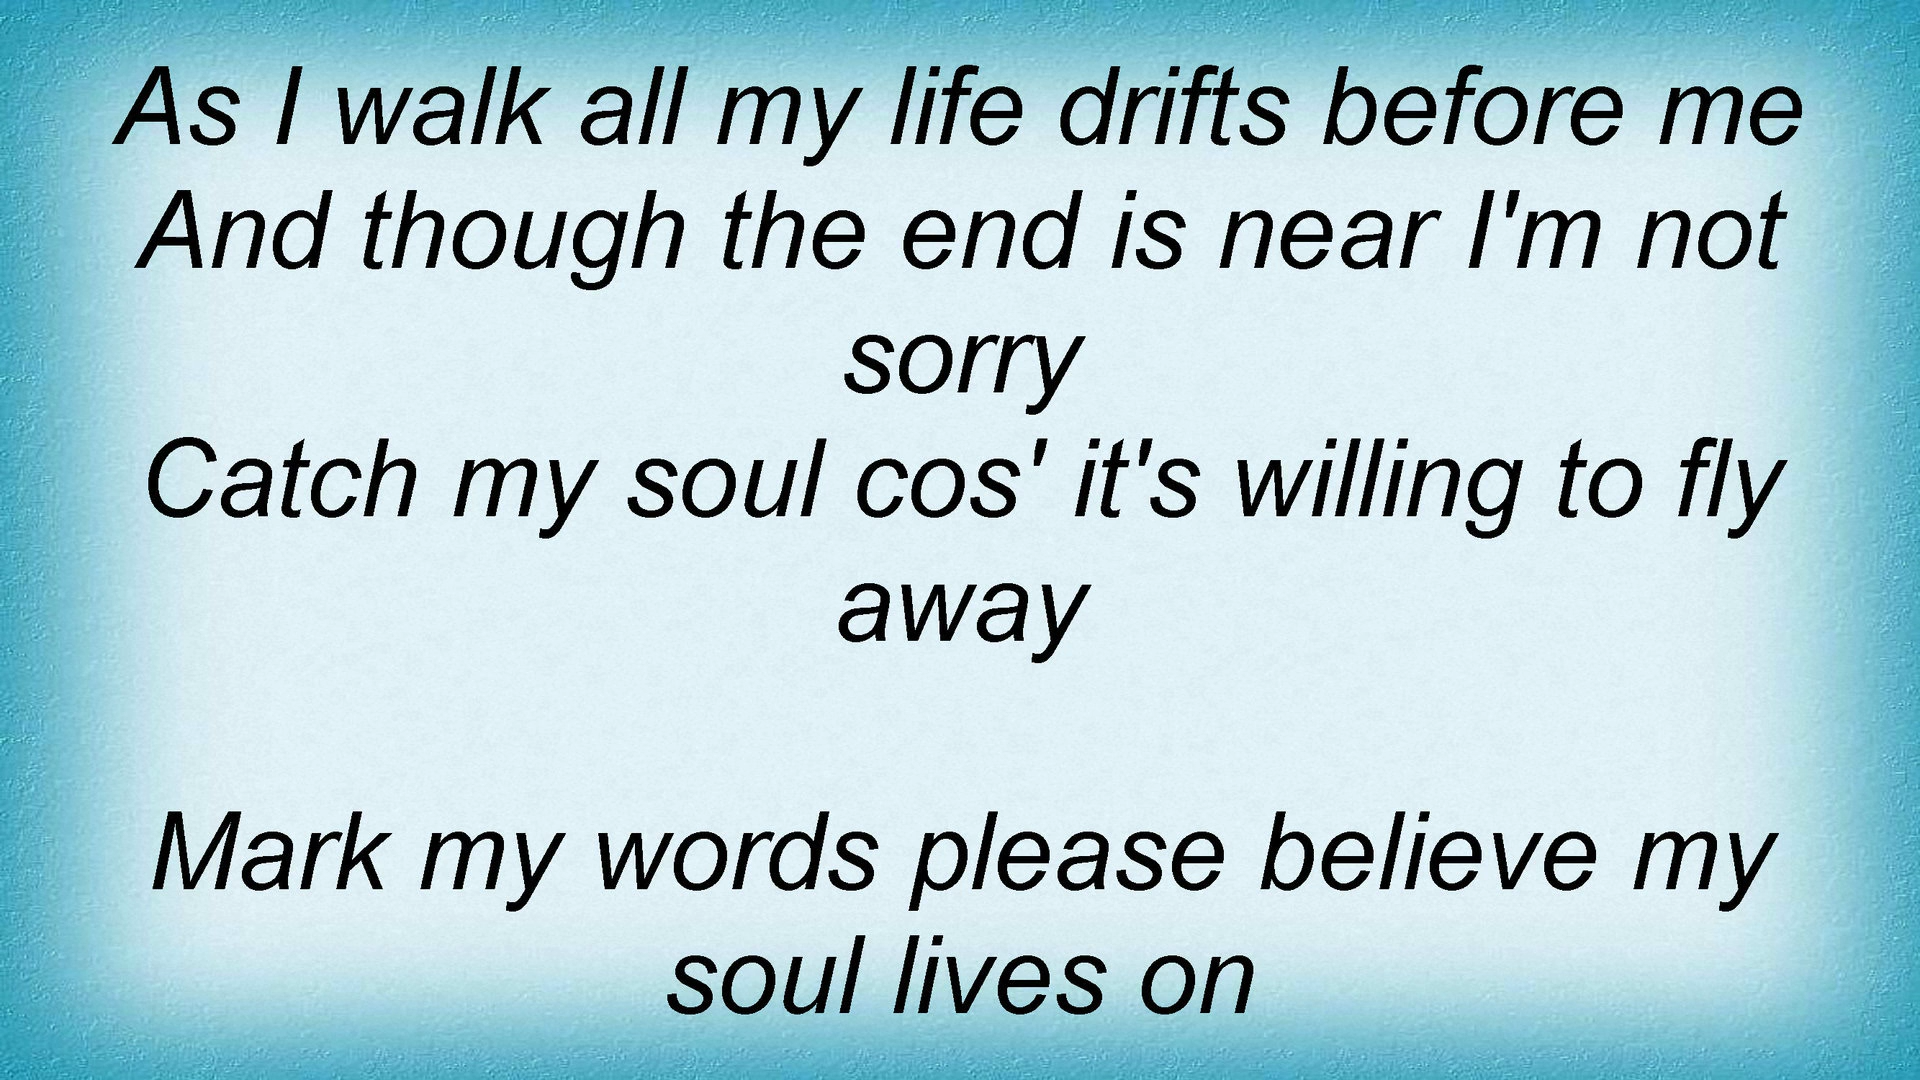 As I walk all my life drifts before me
And though the end is near I'm not
sorry
Catch my soul cos' it's willing to fly
away
Mark my words please believe my
soul lives on